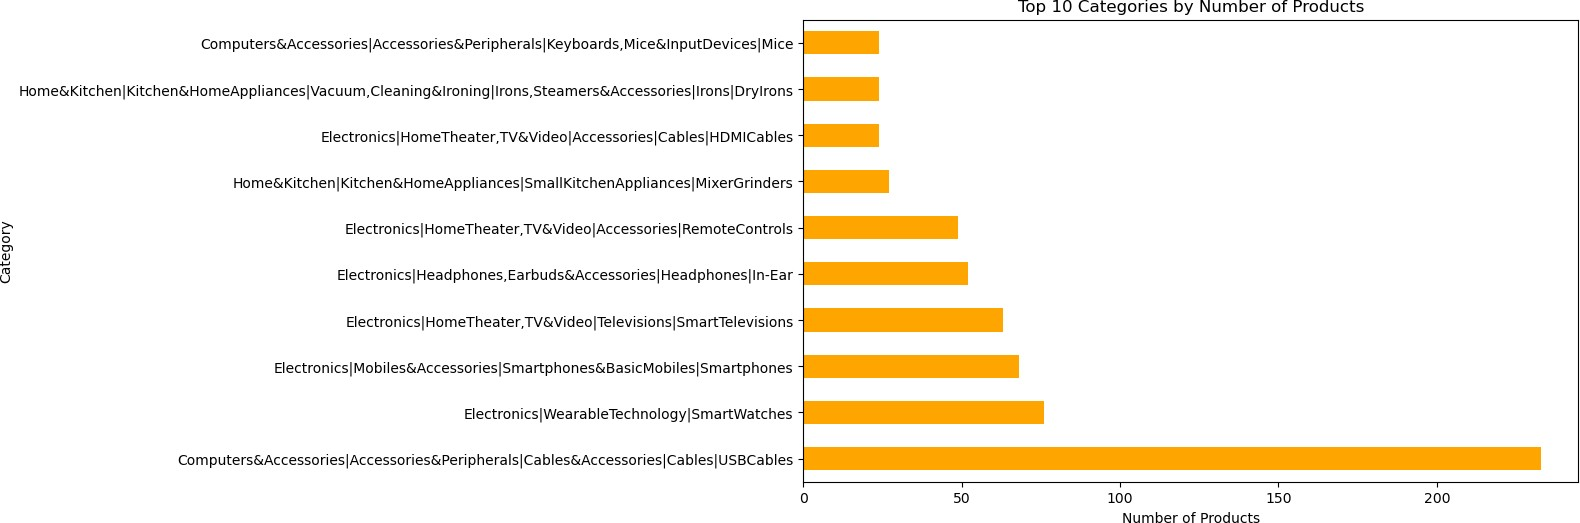 Top 10 Categories by Number of Products
Computers&Accessories|Accessories&Peripherals|Keyboards,Mice&InputDevices|Mice
Home&Kitchen|Kitchen&HomeAppliances|Vacuum,Cleaning&Ironing|Irons,Steamers&Accessories|Irons|DryIrons
Electronics|HomeTheater,TV&Video|Accessories|Cables|HDMICables
Home&Kitchen|Kitchen&HomeAppliances|SmallKitchenAppliances|MixerGrinders
Electronics|HomeTheater,TV&Video|Accessories|RemoteControls
Category
Electronics|Headphones,Earbuds&Accessories|Headphones|In-Ear
Electronics|HomeTheater,TV&Video|Televisions|SmartTelevisions
Electronics|Mobiles&Accessories|Smartphones&BasicMobiles|Smartphones
Electronics|WearableTechnology|SmartWatches
Computers&Accessories|Accessories&Peripherals|Cables&Accessories|Cables|USBCables
0 50 100 150 200
Number of Products